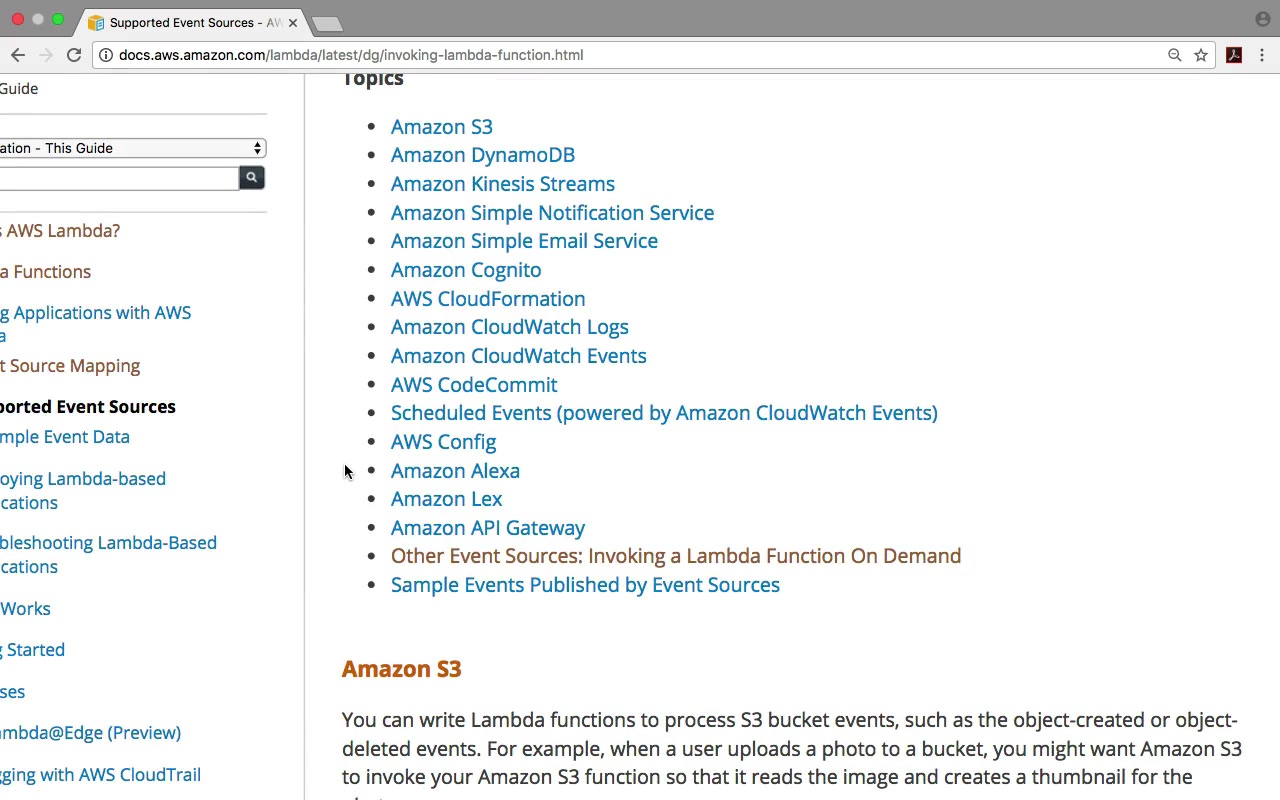 Supported Event Sources - AW
docs.aws.amazon.com/lambda/latest/dg/invoking-lambda-function.html
Guide
ation - This Guide
s AWS Lambda?
a Functions
g Applications with AWS
a
t Source Mapping
ported Event Sources
mple Event Data
oying Lambda-based
cations
bleshooting Lambda-Based
cations
Works
g Started
ses
mbda@Edge (Preview)
gging with AWS CloudTrail
Topics
Amazon S3
Amazon DynamoDB
Amazon Kinesis Streams
Amazon Simple Notification Service
Amazon Simple Email Service
Amazon Cognito
AWS CloudFormation
Amazon CloudWatch Logs
Amazon CloudWatch Events
AWS CodeCommit
Scheduled Events (powered by Amazon CloudWatch Events)
AWS Config
Amazon Alexa
Amazon Lex
Amazon API Gateway
Other Event Sources: Invoking a Lambda Function On Demand
Sample Events Published by Event Sources
Amazon S3
You can write Lambda functions to process S3 bucket events, such as the object-created or object-
deleted events. For example, when a user uploads a photo to a bucket, you might want Amazon S3
to invoke your Amazon S3 function so that it reads the image and creates a thumbnail for the